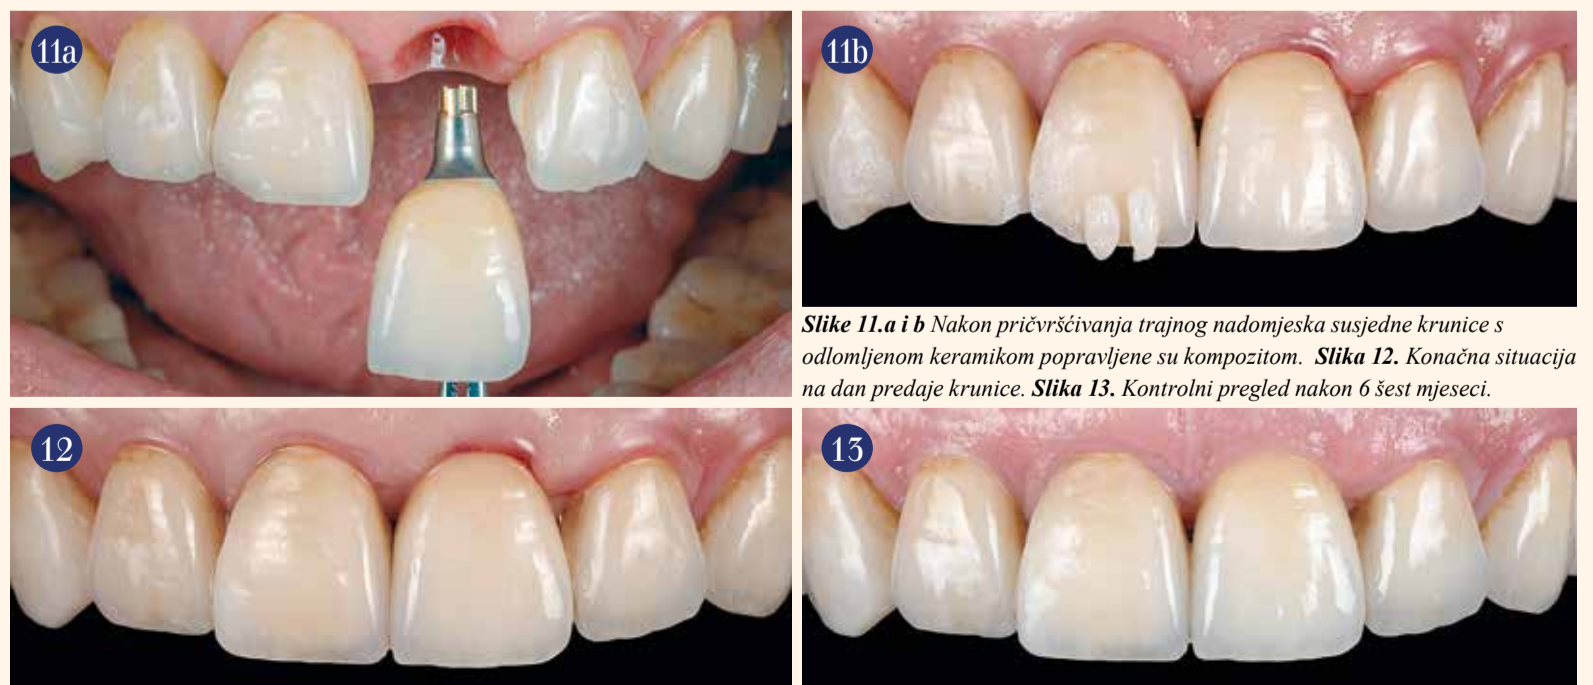 11a
11b
Slike 11.a i b Nakon pričvršćivanja trajnog nadomjeska susjedne krunice s
odlomljenom keramikom popravljene su kompozitom. Slika 12. Konačna situacija
na dan predaje krunice. Slika 13. Kontrolni pregled nakon 6 šest mjeseci.
12
13